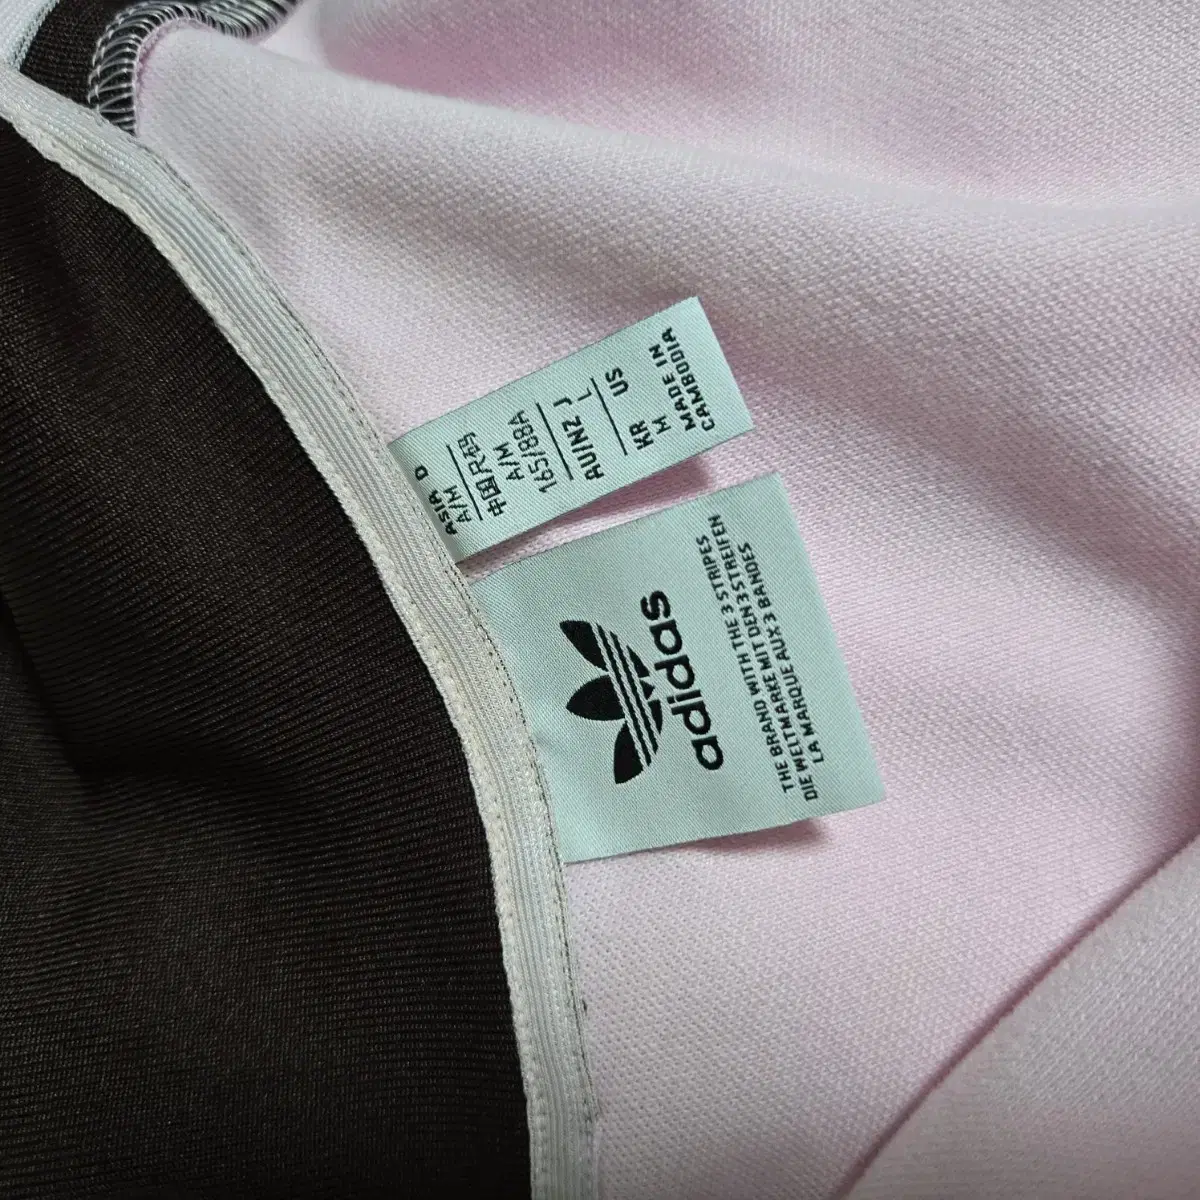 ASIA D
A/M
中国尺码
A/M
165/88A
AU/NZ J
L
KR US
M
MADE IN
CAMBODIA
adidas
THE BRAND WITH THE 3 STRIPES
DIE WELTMARKE MIT DEN 3 STREIFEN
LA MARQUE AUX 3 BANDES